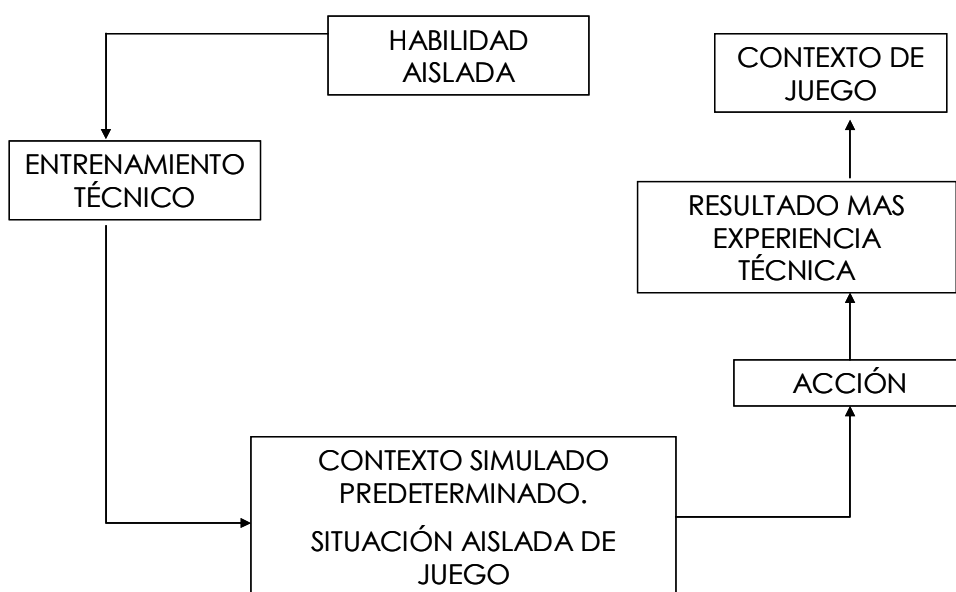 HABILIDAD
AISLADA
ENTRENAMIENTO
TÉCNICO
CONTEXTO SIMULADO
PREDETERMINADO.
SITUACIÓN AISLADA DE
JUEGO
ACCIÓN
RESULTADO MAS
EXPERIENCIA
TÉCNICA
CONTEXTO DE
JUEGO